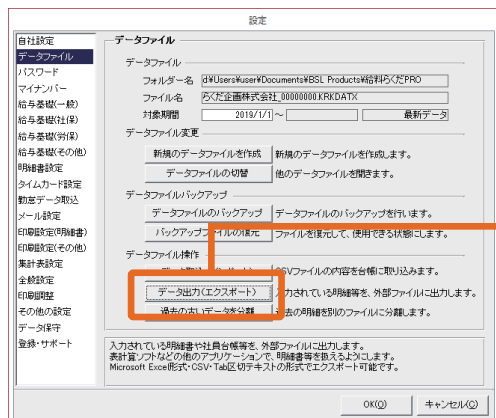 設定
自社設定
データファイル
パスワード
マイナンバー
給与基礎(一般)
給与基礎(社保)
給与基礎(労保)
給与基礎(その他)
明細書設定
タイムカード設定
勤怠データ取込
メール設定
印刷設定(明細書)
印刷設定(その他)
集計表設定
全般設定
印刷調整
その他の設定
データ保守
登録・サポート
データファイル
データファイル
フォルダー名 d¥Users¥user¥Documents¥BSL Products¥給料らくだPRO
ファイル名 らくだ企画株式会社_00000000.KRKDATX
対象期間 2019/1/1 ～ 最新データ
データファイル変更
新規のデータファイルを作成 新規のデータファイルを作成します。
データファイルの切替 他のデータファイルを開きます。
データファイルバックアップ
データファイルのバックアップ データファイルのバックアップを行います。
バックアップファイルの復元 ファイルを復元して、使用できる状態にします。
データファイル操作
CSVファイルの内容を台帳に取り込みます。
データ出力(エクスポート) 入力されている明細等を、外部ファイルに出力します。
過去の古いデータを分離 過去の明細を別のファイルに分離します。
入力されている明細書や社員台帳等を、外部ファイルに出力します。
表計算ソフトなどの他のアプリケーションで、明細書等を扱えるようにします。
Microsoft Excel形式・CSV・Tab区切テキストの形式でエクスポート可能です。
OK(O) キャンセル(C)